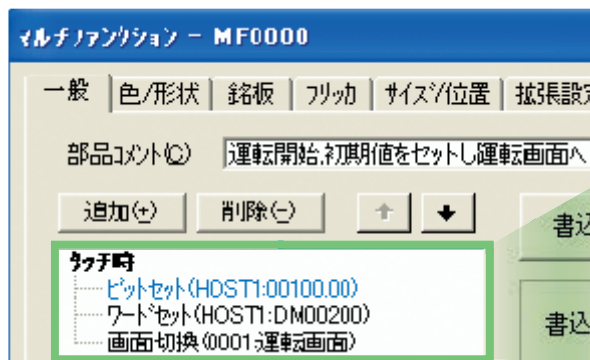 ﾏﾙﾁﾌｧﾝｸｼｮﾝ - MF0000
一般 色/形状 銘板 ﾌﾘｯｶ ｻｲｽﾞ/位置 拡張設定
部品ｺﾒﾝﾄ(C) 運転開始,初期値をセットし運転画面へ
追加(+) 削除(-) ↑ ↓
書込
ﾀｯﾁ時
ﾋﾞｯﾄｾｯﾄ(HOST1:00100.00)
ﾜｰﾄﾞｾｯﾄ(HOST1:DM00200)
書込
画面切換(0001:運転画面)